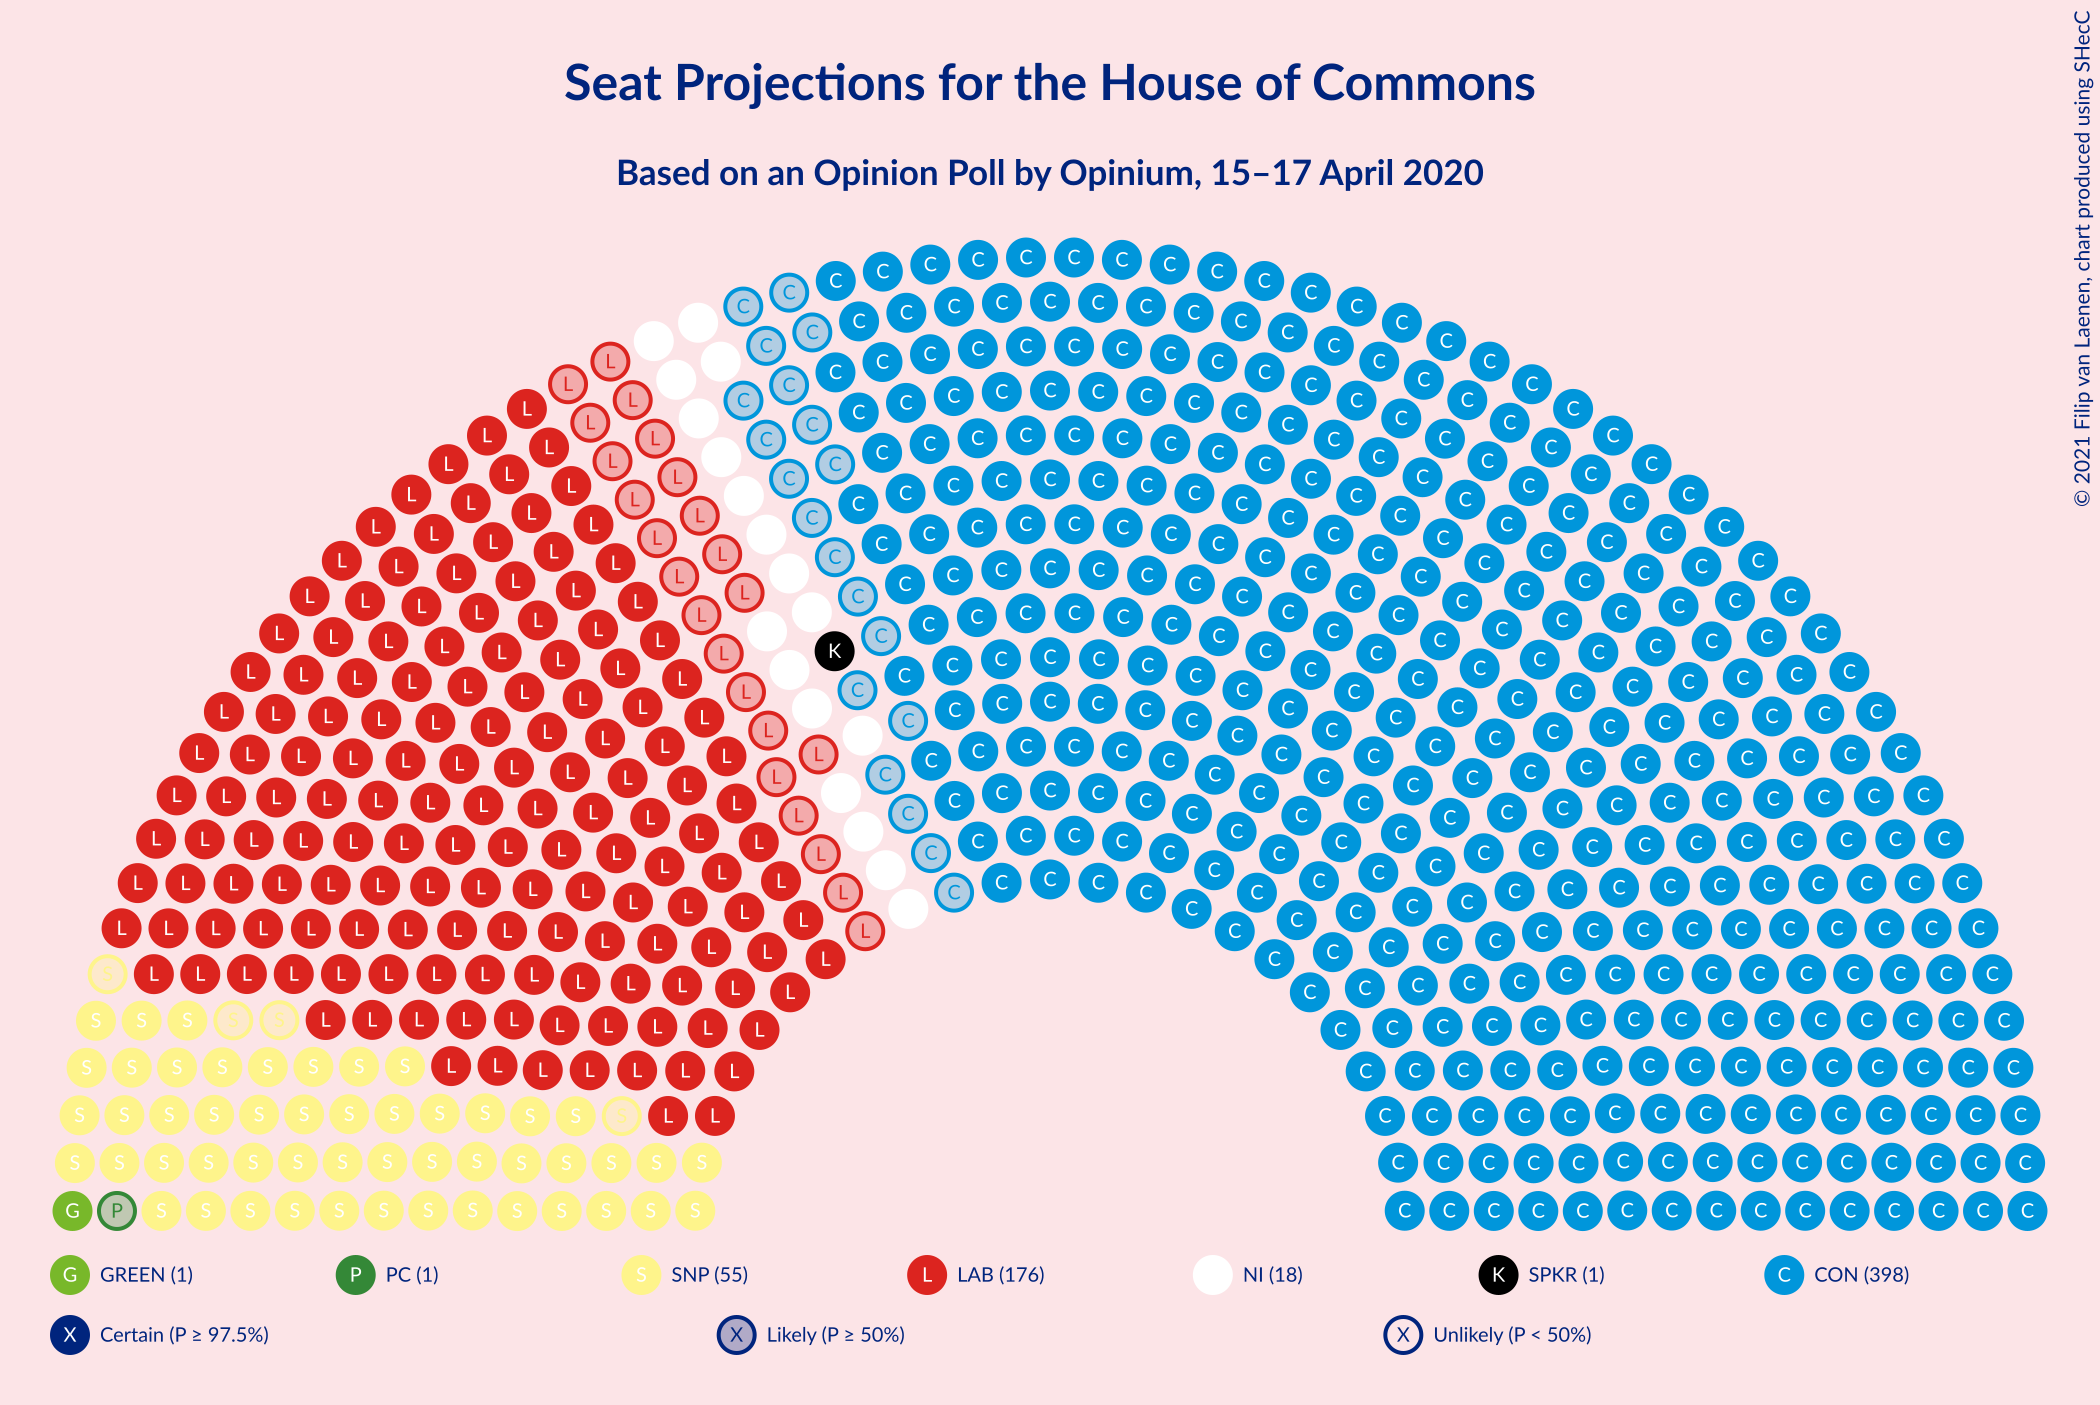 Seat Projections for the House of Commons
Based on an Opinion Poll by Opinium, 15–17 April 2020
© 2021 Filip van Laenen, chart produced using SHecC
G GREEN (1) P PC (1) S SNP (55) L LAB (176) NI (18) K SPKR (1) C CON (398)
X Certain (P ≥ 97.5%) X Likely (P ≥ 50%) X Unlikely (P < 50%)